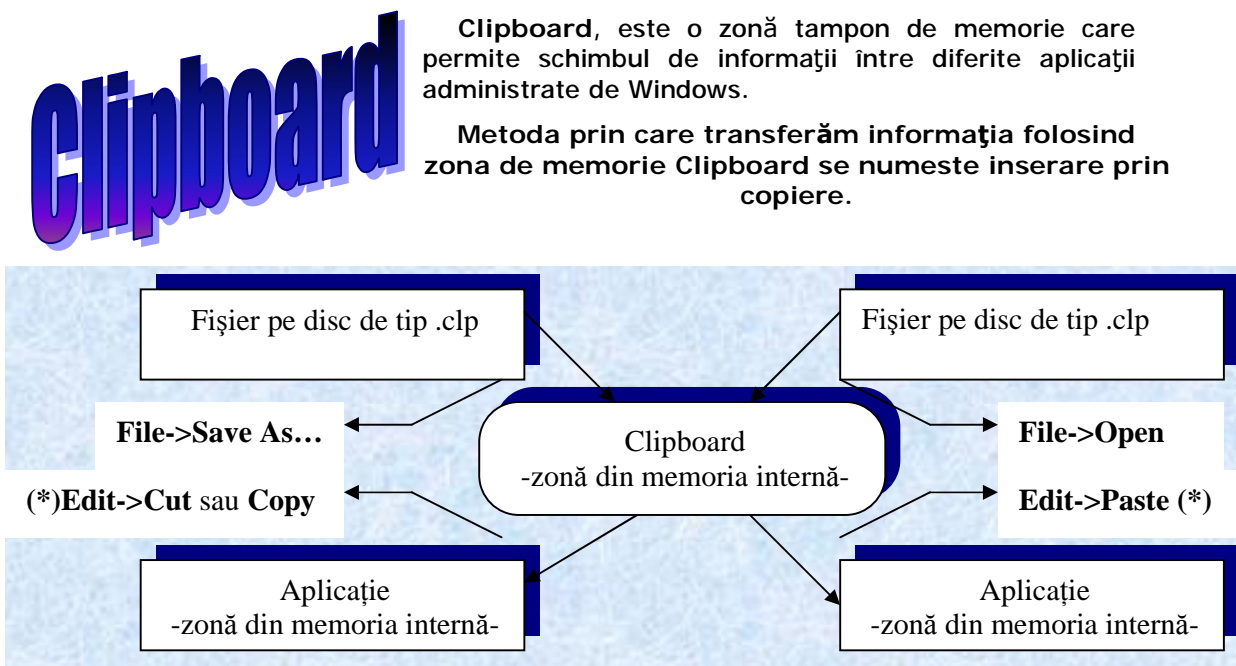 Clipboard
Clipboard, este o zonă tampon de memorie care
permite schimbul de informaţii între diferite aplicaţii
administrate de Windows.
Metoda prin care transferăm informaţia folosind
zona de memorie Clipboard se numeste inserare prin
copiere.
Fişier pe disc de tip .clp
Fişier pe disc de tip .clp
File->Save As…
Clipboard
-zonă din memoria internă-
File->Open
(*)Edit->Cut sau Copy
Edit->Paste (*)
Aplicație
-zonă din memoria internă-
Aplicație
-zonă din memoria internă-